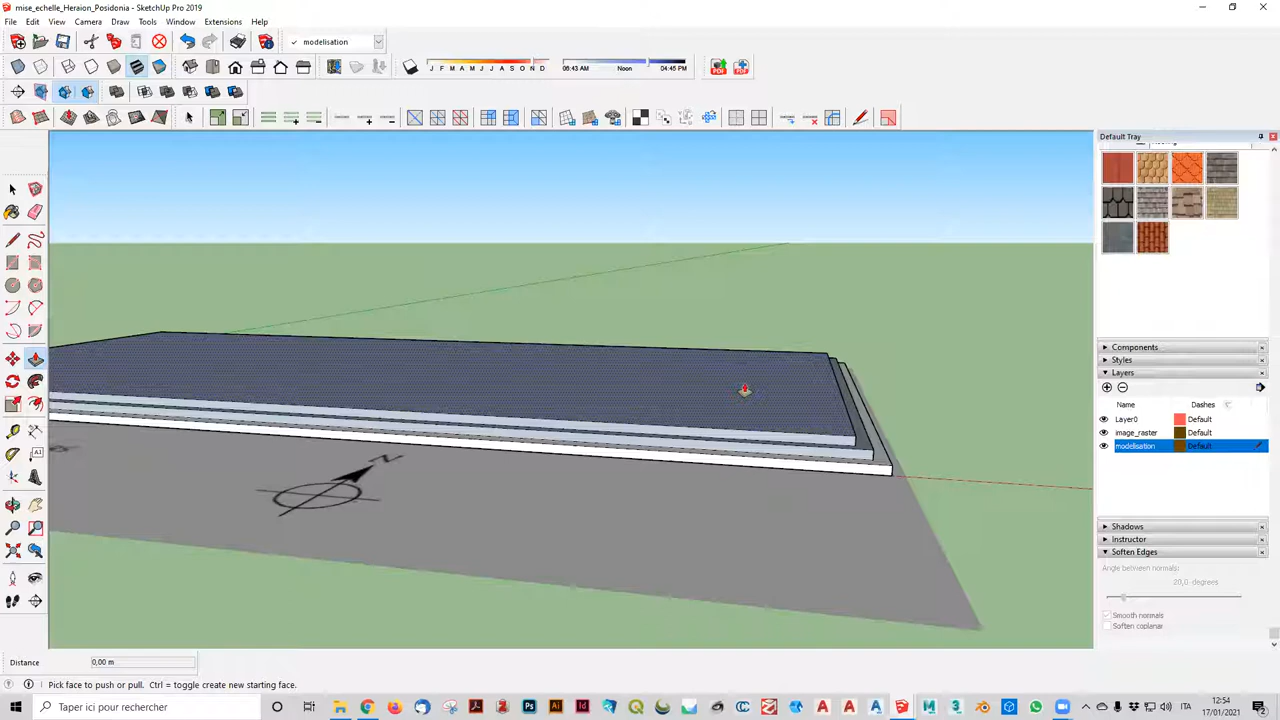 mise_echelle_Heraion_Posidonia - SketchUp Pro 2019
File Edit View Camera Draw Tools Window Extensions Help
modelisation
J F M A M J J A S O N D
06:43 AM Noon 04:45 PM
Default Tray
Components
Styles
Layers
Name Dashes
Layer0 Default
image_raster Default
modelisation Default
N
Shadows
Instructor
Soften Edges
Angle between normals:
20,0 degrees
Smooth normals
Soften coplanar
Distance 0,00 m
Pick face to push or pull. Ctrl = toggle create new starting face.
Taper ici pour rechercher
ITA
12:54
17/01/2021